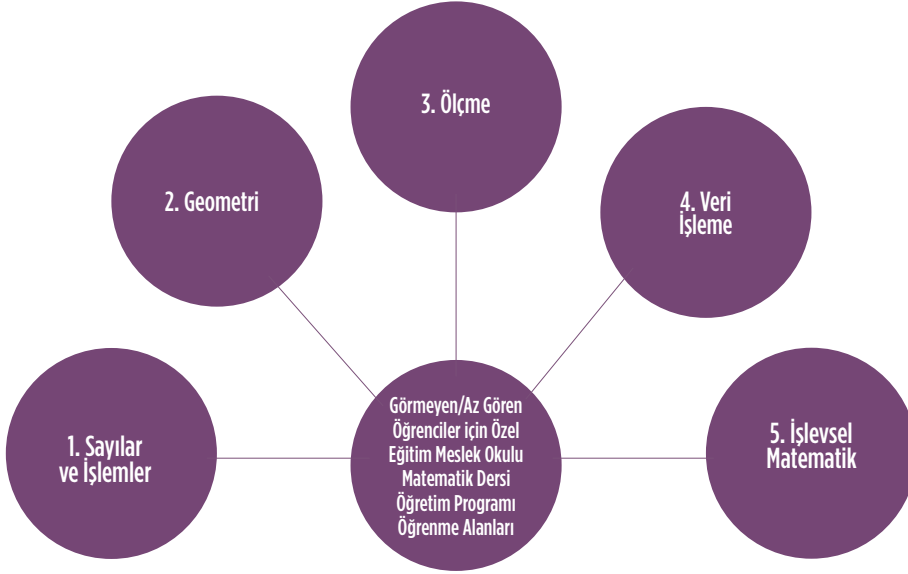 3. Ölçme
2. Geometri
4. Veri
İşleme
1. Sayılar
ve İşlemler
Görmeyen/Az Gören
Öğrenciler için Özel
Eğitim Meslek Okulu
Matematik Dersi
Öğretim Programı
Öğrenme Alanları
5. İşlevsel
Matematik